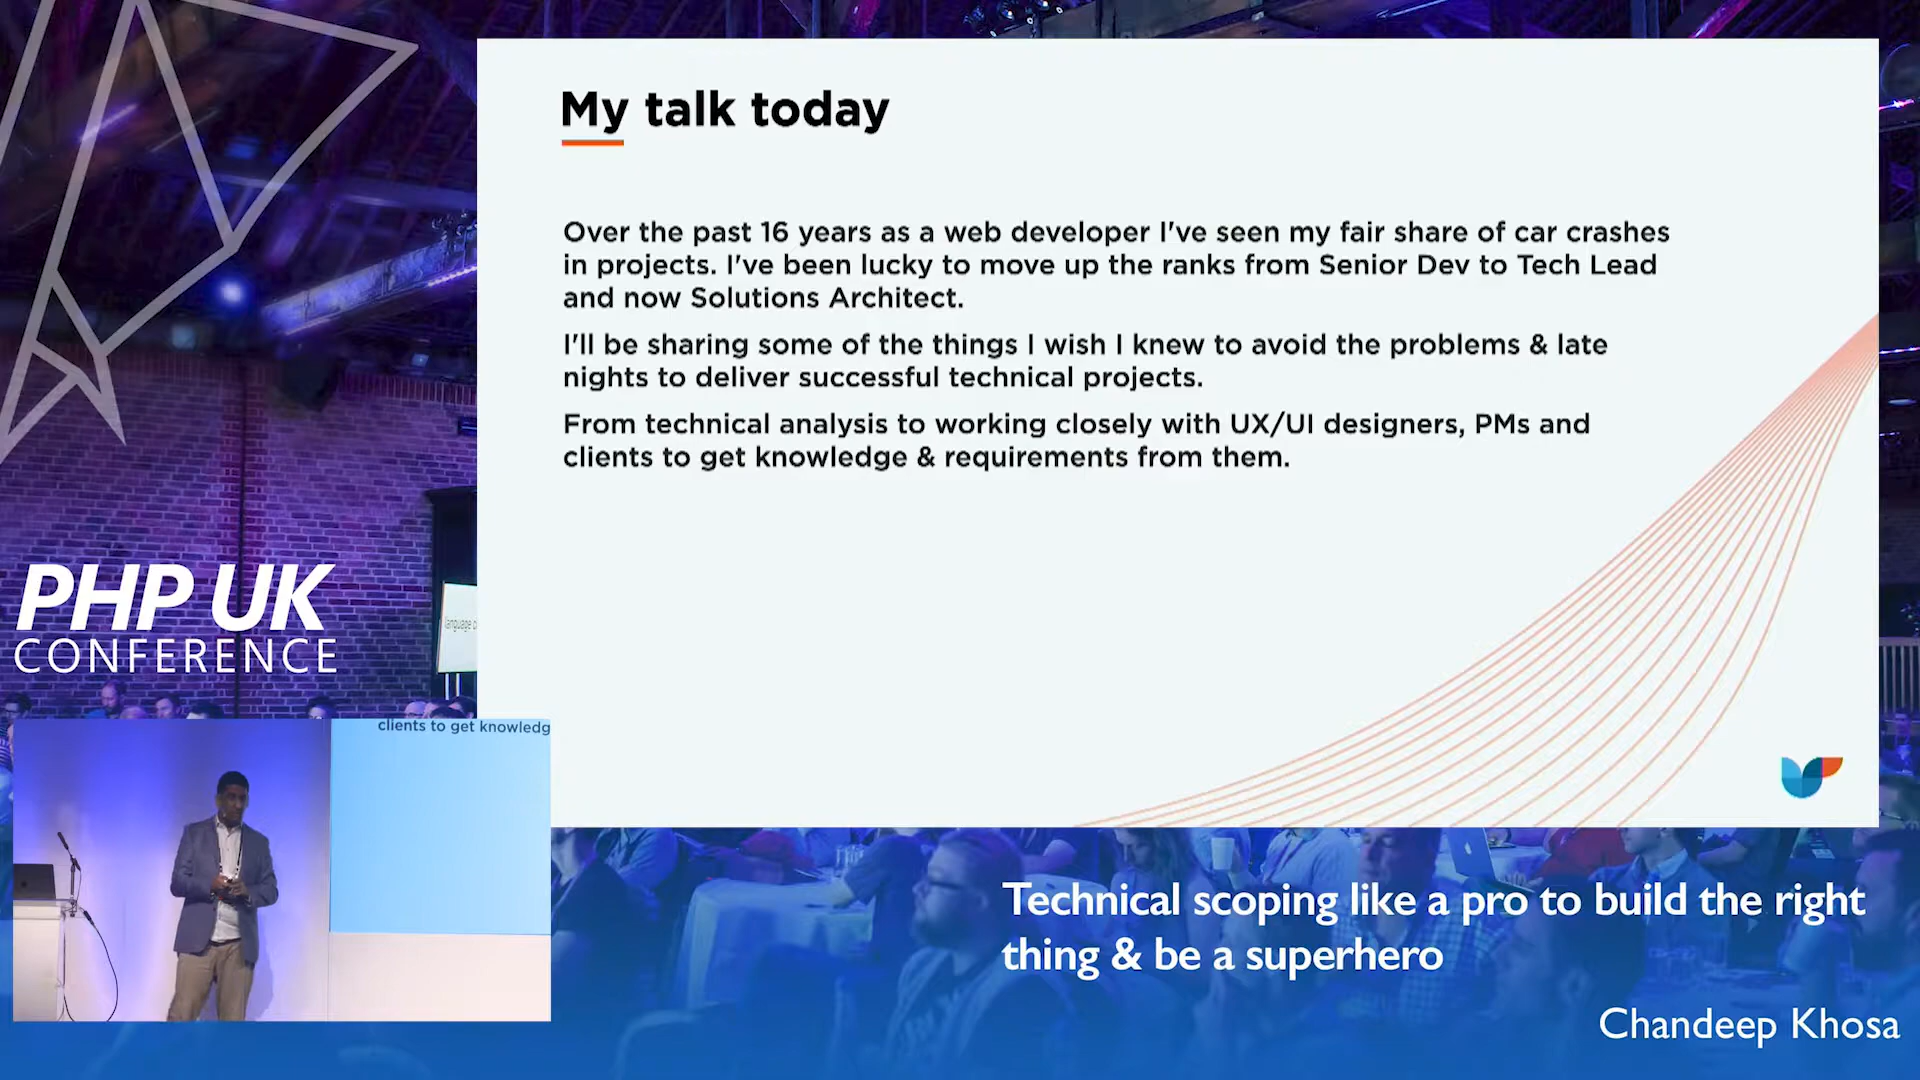 My talk today
Over the past 16 years as a web developer I've seen my fair share of car crashes
in projects. I've been lucky to move up the ranks from Senior Dev to Tech Lead
and now Solutions Architect.
I'll be sharing some of the things I wish I knew to avoid the problems & late
nights to deliver successful technical projects.
From technical analysis to working closely with UX/UI designers, PMs and
clients to get knowledge & requirements from them.
PHP UK
CONFERENCE
language
clients to get knowledg
Technical scoping like a pro to build the right
thing & be a superhero
Chandeep Khosa